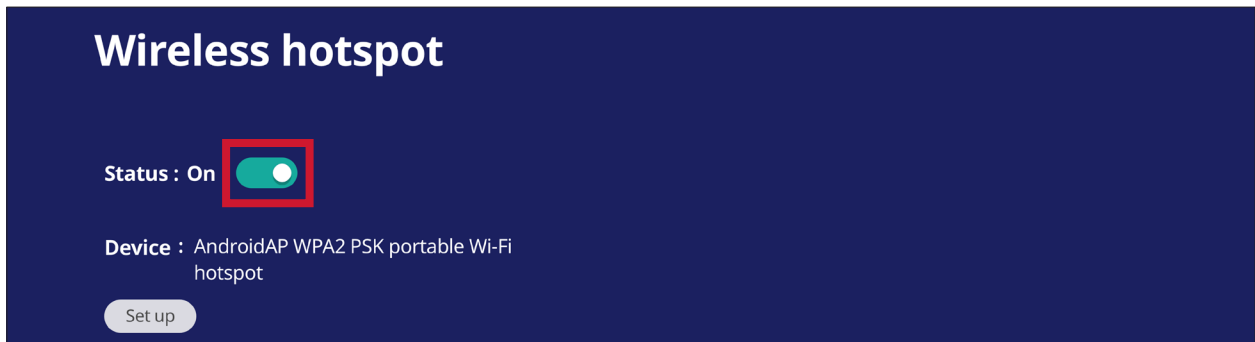 Wireless hotspot
Status : On
Device : AndroidAP WPA2 PSK portable Wi-Fi
hotspot
Set up